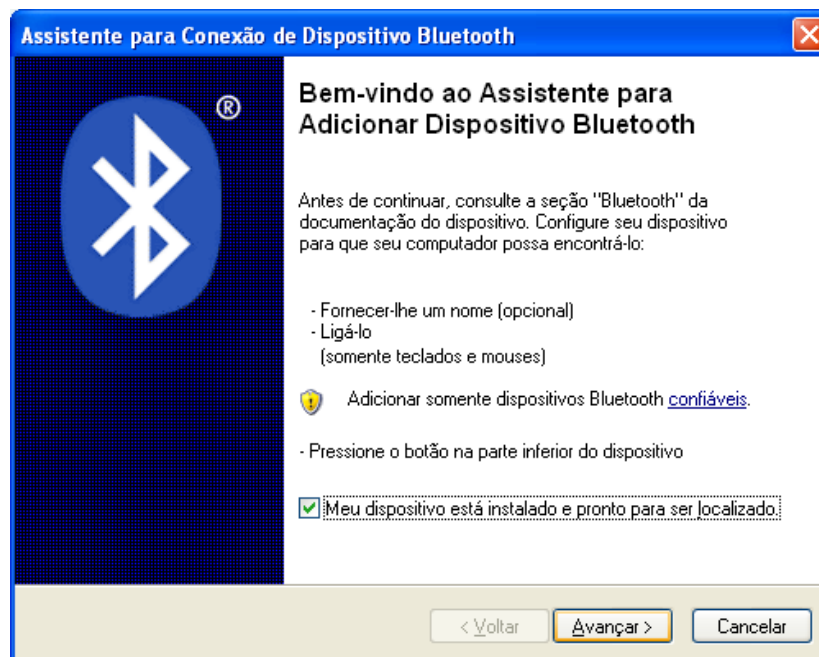 Assistente para Conexão de Dispositivo Bluetooth
®
Bem-vindo ao Assistente para
Adicionar Dispositivo Bluetooth
Antes de continuar, consulte a seção "Bluetooth" da
documentação do dispositivo. Configure seu dispositivo
para que seu computador possa encontrá-lo:
- Fornecer-lhe um nome (opcional)
- Ligá-lo
(somente teclados e mouses)
Adicionar somente dispositivos Bluetooth confiáveis.
- Pressione o botão na parte inferior do dispositivo
Meu dispositivo está instalado e pronto para ser localizado.
< Voltar Avançar > Cancelar